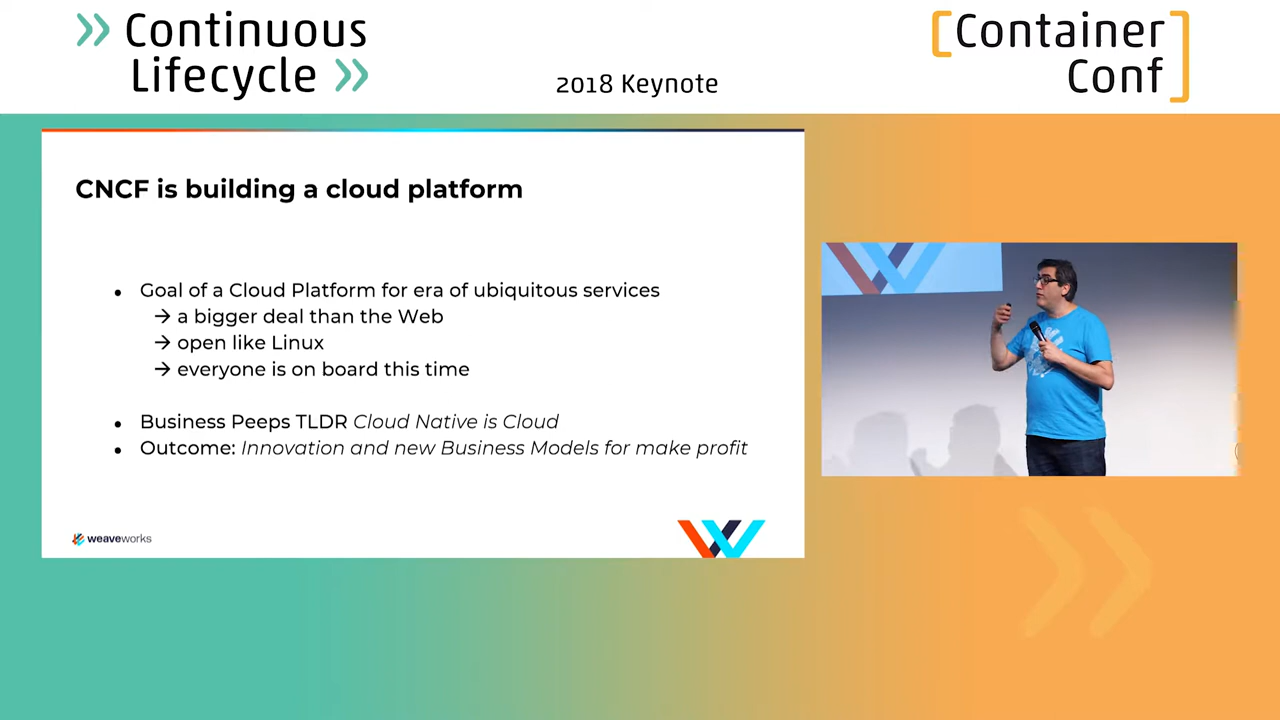 Continuous
Lifecycle
2018 Keynote
Container
Conf
CNCF is building a cloud platform
• Goal of a Cloud Platform for era of ubiquitous services
→ a bigger deal than the Web
→ open like Linux
→ everyone is on board this time
• Business Peeps TLDR Cloud Native is Cloud
• Outcome: Innovation and new Business Models for make profit
weaveworks